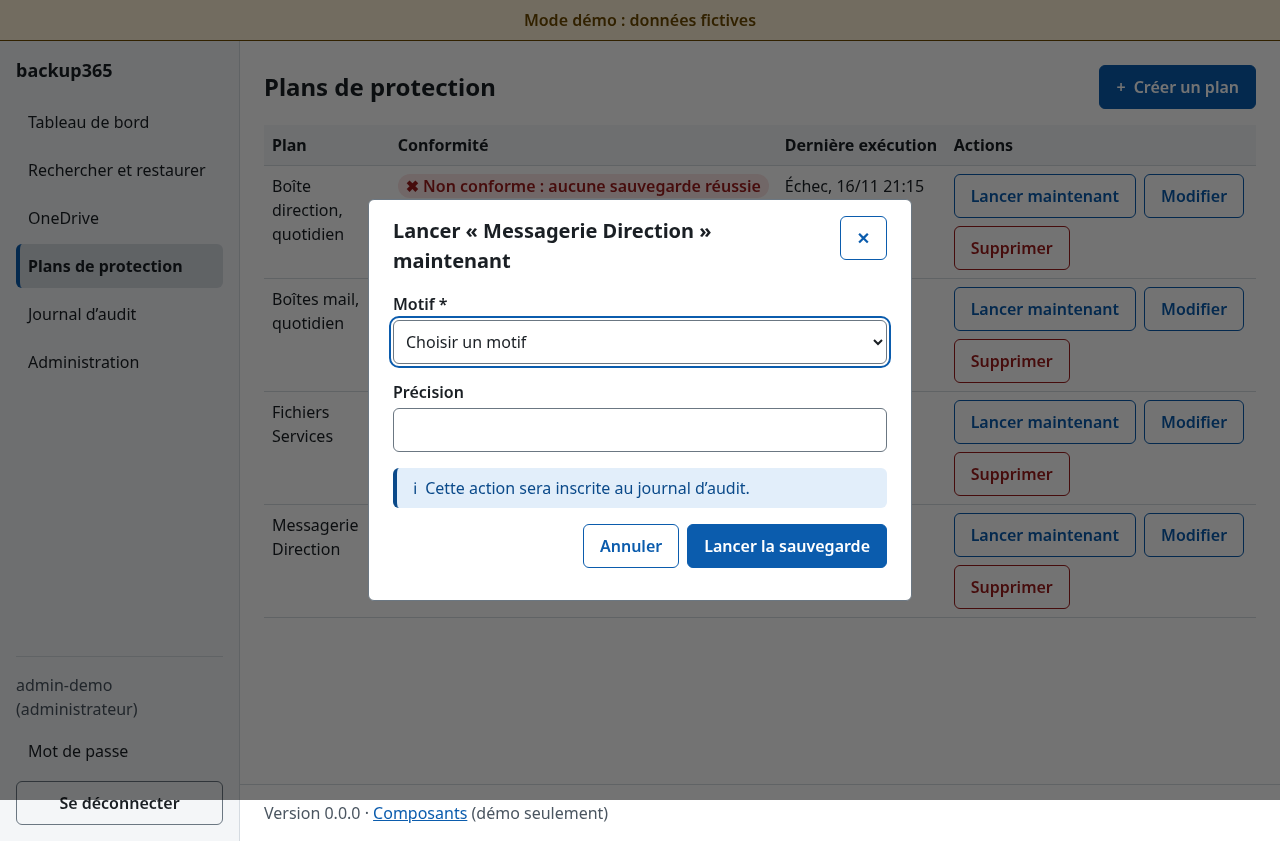 Mode démo : données fictives
backup365
Tableau de bord
Rechercher et restaurer
OneDrive
Plans de protection
Journal d’audit
Administration
admin-demo
(administrateur)
Mot de passe
Se déconnecter
Plans de protection
+ Créer un plan
Plan Conformité Dernière exécution Actions
Boîte direction, quotidien
✖ Non conforme : aucune sauvegarde réussie
Échec, 16/11 21:15
Lancer maintenant Modifier
Supprimer
Boîtes mail, quotidien
Lancer maintenant Modifier
Supprimer
Fichiers Services
Lancer maintenant Modifier
Supprimer
Messagerie Direction
Lancer maintenant Modifier
Supprimer
Lancer « Messagerie Direction »
maintenant
×
Motif *
Choisir un motif
Précision
i Cette action sera inscrite au journal d’audit.
Annuler Lancer la sauvegarde
Version 0.0.0 · Composants (démo seulement)